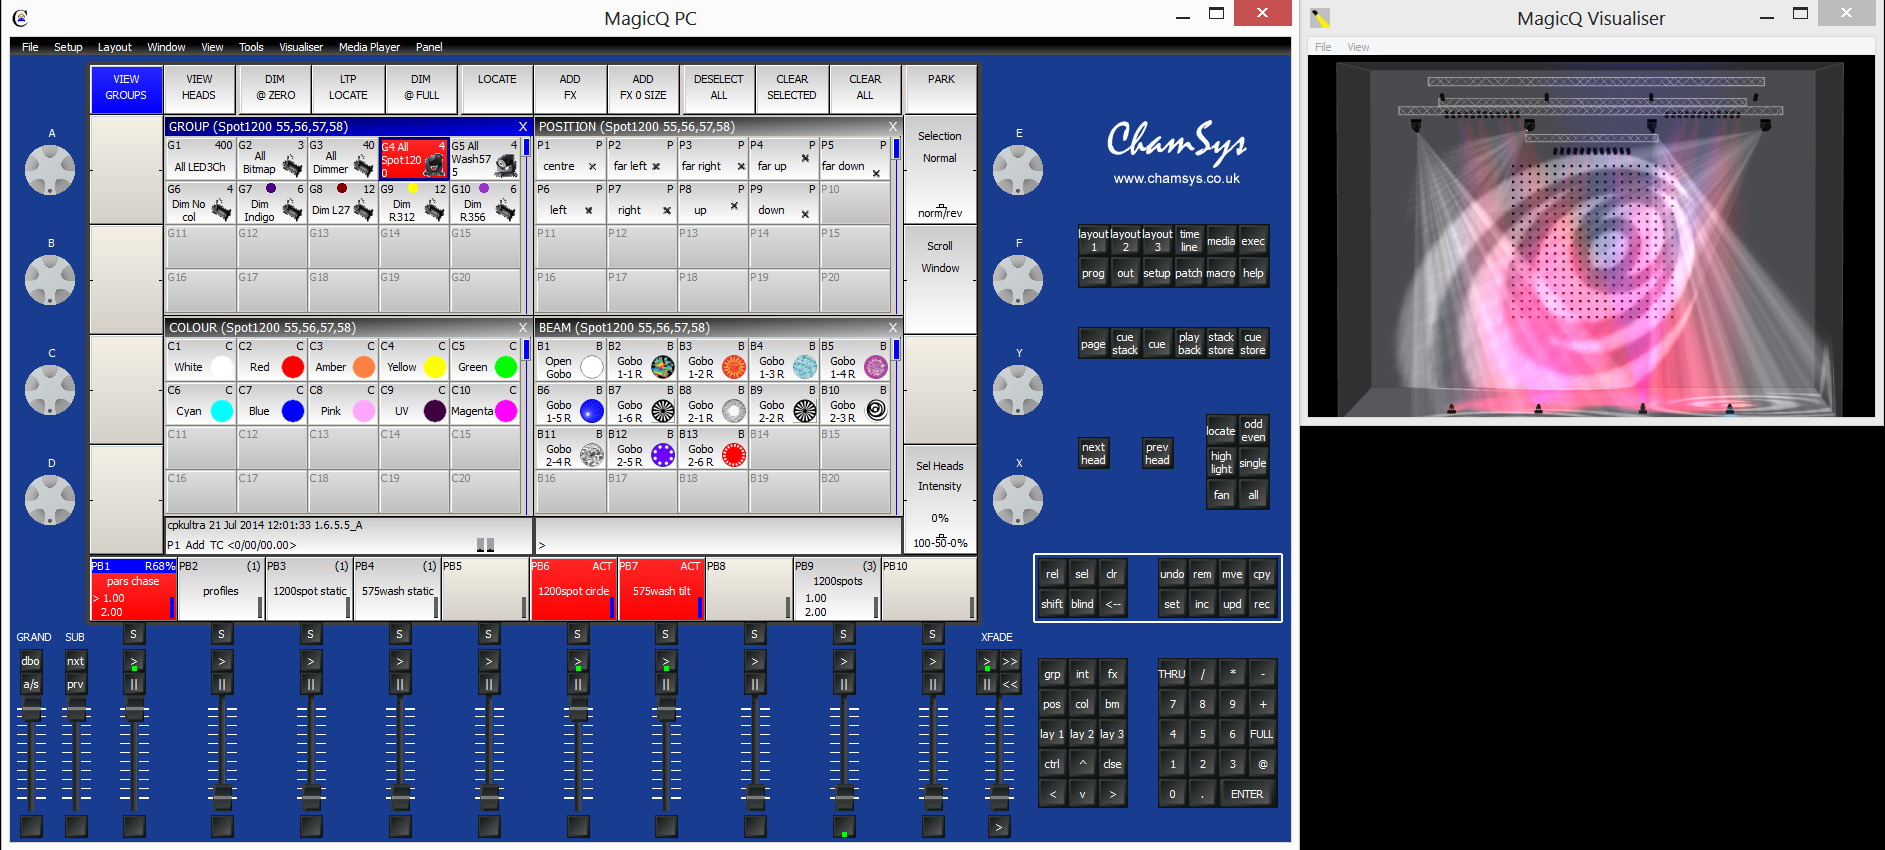 MagicQ PC
File Setup Layout Window View Tools Visualiser Media Player Panel
VIEW GROUPS
VIEW HEADS
DIM @ ZERO
LTP LOCATE
DIM @ FULL
LOCATE
ADD FX
ADD FX 0 SIZE
DESELECT ALL
CLEAR SELECTED
CLEAR ALL
PARK
GROUP (Spot1200 55,56,57,58) X
G1 400 All LED3Ch
G2 3 All Bitmap
G3 40 All Dimmer
G4 All 4 Spot120 0
G5 All 4 Wash57 5
G6 4 Dim No col
G7 6 Dim Indigo
G8 12 Dim L27
G9 12 Dim R312
G10 6 Dim R356
G11 G12 G13 G14 G15
G16 G17 G18 G19 G20
POSITION (Spot1200 55,56,57,58) X
P1 P centre
P2 P far left
P3 P far right
P4 P far up
P5 P far down
P6 P left
P7 P right
P8 P up
P9 P down
P10
P11 P12 P13 P14 P15
P16 P17 P18 P19 P20
Selection
Normal
norm/rev
Scroll
Window
COLOUR (Spot1200 55,56,57,58) X
C1 C White
C2 C Red
C3 C Amber
C4 C Yellow
C5 C Green
C6 C Cyan
C7 C Blue
C8 C Pink
C9 C UV
C10 C Magenta
C11 C12 C13 C14 C15
C16 C17 C18 C19 C20
BEAM (Spot1200 55,56,57,58) X
B1 B Open Gobo
B2 B Gobo 1-1 R
B3 B Gobo 1-2 R
B4 B Gobo 1-3 R
B5 B Gobo 1-4 R
B6 B Gobo 1-5 R
B7 B Gobo 1-6 R
B8 B Gobo 2-1 R
B9 B Gobo 2-2 R
B10 B Gobo 2-3 R
B11 B Gobo 2-4 R
B12 B Gobo 2-5 R
B13 B Gobo 2-6 R
B14 B15
B16 B17 B18 B19 B20
Sel Heads
Intensity
0%
100-50-0%
cpkultra 21 Jul 2014 12:01:33 1.6.5.5_A
P1 Add TC <0/00/00.00>
>
PB1 R68% pars chase > 1.00 2.00
PB2 (1) profiles
PB3 (1) 1200spot static
PB4 (1) 575wash static
PB5
PB6 ACT 1200spot circle
PB7 ACT 575wash tilt
PB8
PB9 (3) 1200spots 1.00 2.00
PB10
A
B
C
D
E
F
Y
X
ChamSys
www.chamsys.co.uk
layout 1 layout 2 layout 3 time line media exec
prog out setup patch macro help
page cue stack cue play back stack store cue store
next head prev head
locate odd even
high light single
fan all
rel sel clr undo rem mve cpy
shift blind <-- set inc upd rec
GRAND SUB XFADE
S S S S S S S S S S
dbo nxt > > > > > > > > > > > >>
a/s prv <<
>
grp int fx THRU / * -
pos col bm 7 8 9 +
lay 1 lay 2 lay 3 4 5 6 FULL
ctrl ^ clse 1 2 3 @
< v > 0 . ENTER
MagicQ Visualiser
File View